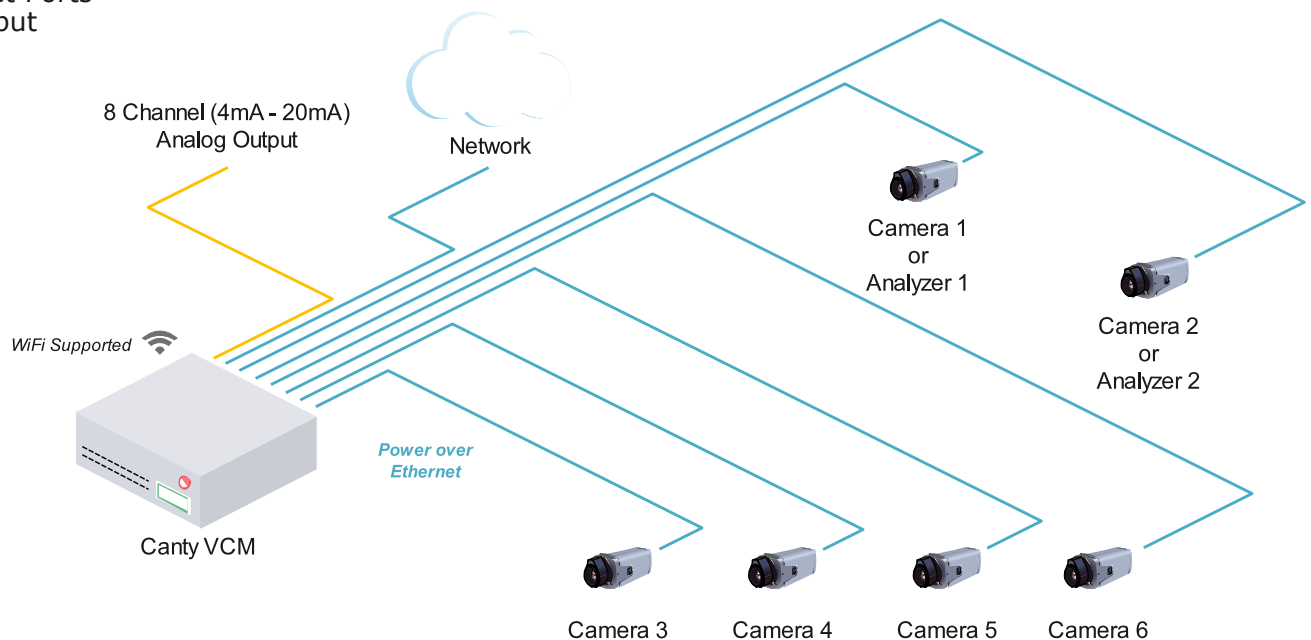 8 Channel (4mA - 20mA)
Analog Output
Network
Camera 1
or
Analyzer 1
Camera 2
or
Analyzer 2
WiFi Supported
Power over
Ethernet
Canty VCM
Camera 3
Camera 4
Camera 5
Camera 6